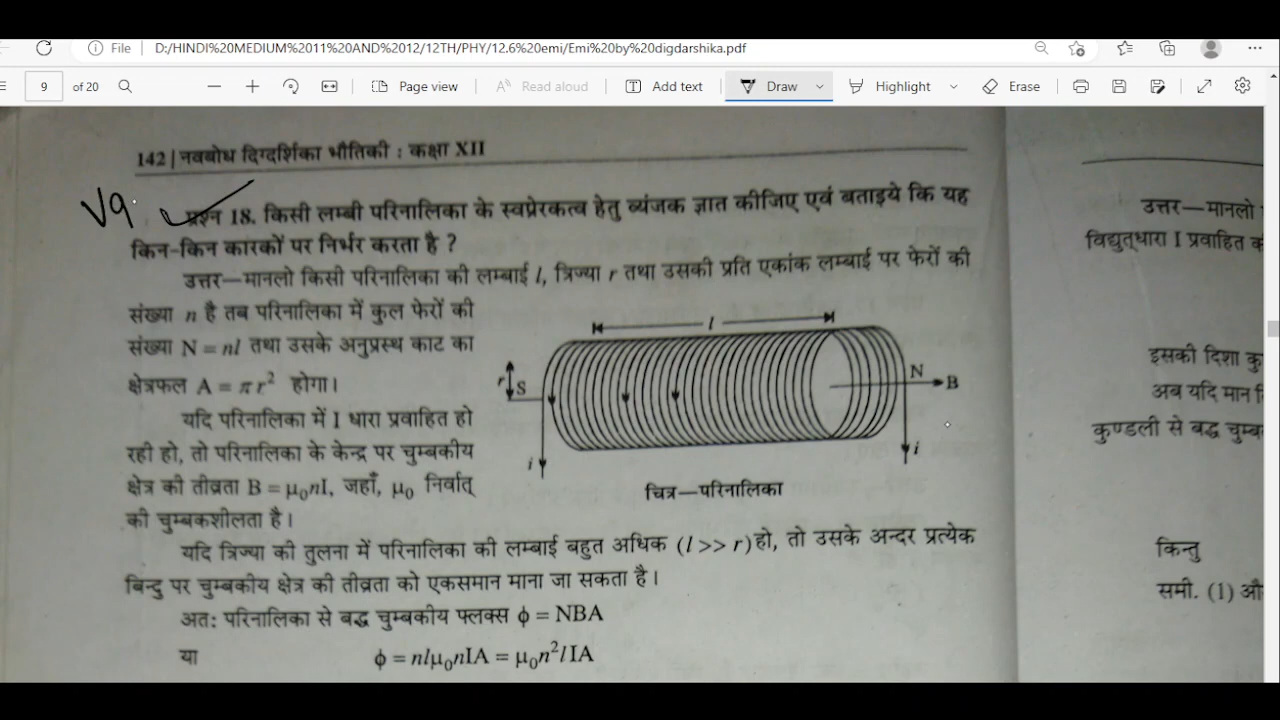 File D:/HINDI%20MEDIUM%2011%20AND%2012/12TH/PHY/12.6%20emi/Emi%20by%20digdarshika.pdf
9 of 20 Page view Read aloud Add text Draw Highlight Erase
142 | नवबोध दिग्दर्शिका भौतिकी : कक्षा XII
प्रश्न 18. किसी लम्बी परिनालिका के स्वप्रेरकत्व हेतु व्यंजक ज्ञात कीजिए एवं बताइये कि यह
किन-किन कारकों पर निर्भर करता है ?
उत्तर—मानलो किसी परिनालिका की लम्बाई l, त्रिज्या r तथा उसकी प्रति एकांक लम्बाई पर फेरों की
संख्या n है तब परिनालिका में कुल फेरों की
संख्या N = nl तथा उसके अनुप्रस्थ काट का
क्षेत्रफल A = πr² होगा।
यदि परिनालिका में I धारा प्रवाहित हो
रही हो, तो परिनालिका के केन्द्र पर चुम्बकीय
क्षेत्र की तीव्रता B = μ₀nI, जहाँ, μ₀ निर्वात्
की चुम्बकशीलता है।
l
r S N B
i i
चित्र—परिनालिका
यदि त्रिज्या की तुलना में परिनालिका की लम्बाई बहुत अधिक (l >> r) हो, तो उसके अन्दर प्रत्येक
बिन्दु पर चुम्बकीय क्षेत्र की तीव्रता को एकसमान माना जा सकता है।
अत: परिनालिका से बद्ध चुम्बकीय फ्लक्स ϕ = NBA
या ϕ = nlμ₀nIA = μ₀n²lIA
उत्तर—मानलो
विद्युत्धारा I प्रवाहित
इसकी दिशा
अब यदि मान
कुण्डली से बद्ध
किन्तु
समी. (1)